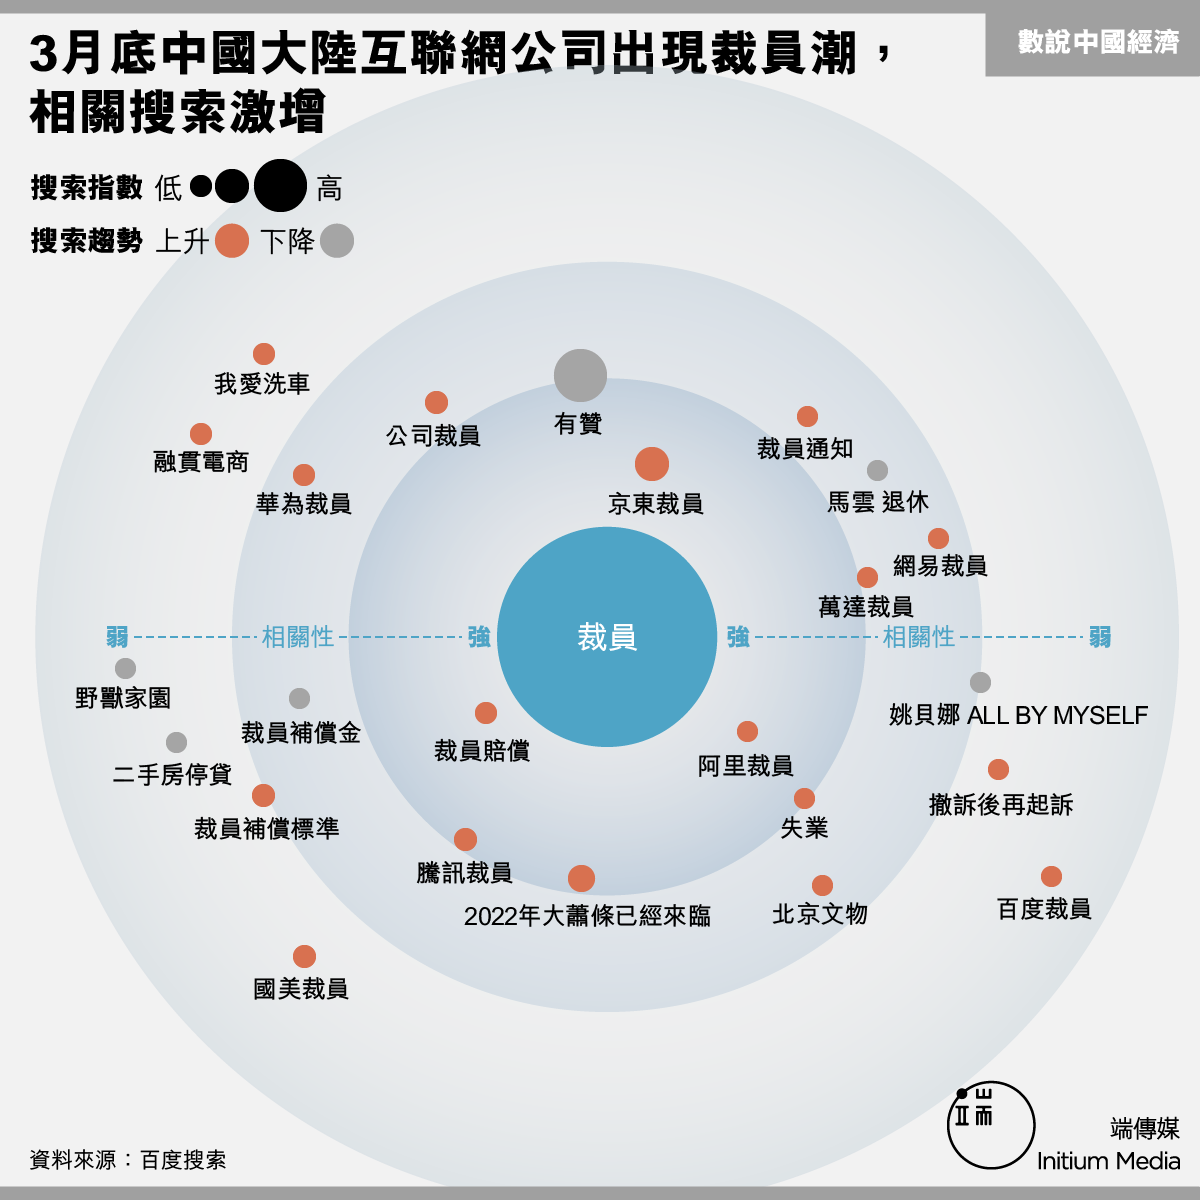 數說中國經濟
3月底中國大陸互聯網公司出現裁員潮，
相關搜索激增
搜索指數 低 高
搜索趨勢 上升 下降
我愛洗車
融貫電商
華為裁員
公司裁員
有贊
京東裁員
裁員通知
馬雲 退休
網易裁員
萬達裁員
弱 相關性 強 裁員 強 相關性 弱
野獸家園
裁員補償金
二手房停貸
裁員補償標準
裁員賠償
阿里裁員
姚貝娜 ALL BY MYSELF
撤訴後再起訴
失業
騰訊裁員
2022年大蕭條已經來臨
北京文物
百度裁員
國美裁員
資料來源：百度搜索
端
端傳媒
Initium Media